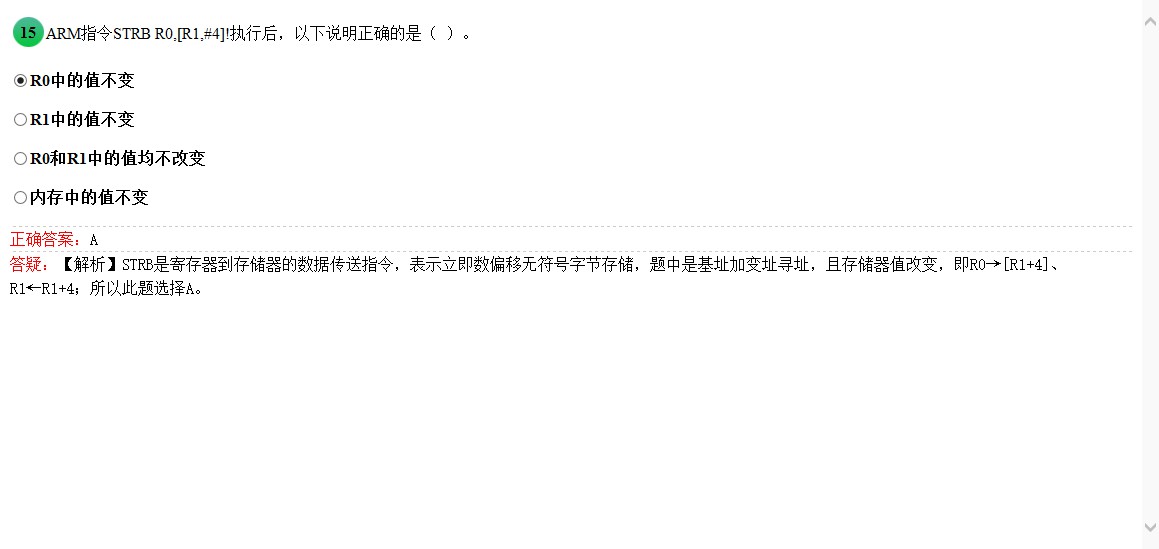 15 ARM指令STRB R0,[R1,#4]!执行后，以下说明正确的是（ ）。
R0中的值不变
R1中的值不变
R0和R1中的值均不改变
内存中的值不变
正确答案：A
答疑：【解析】STRB是寄存器到存储器的数据传送指令，表示立即数偏移无符号字节存储，题中是基址加变址寻址，且存储器值改变，即R0→[R1+4]、
R1←R1+4；所以此题选择A。